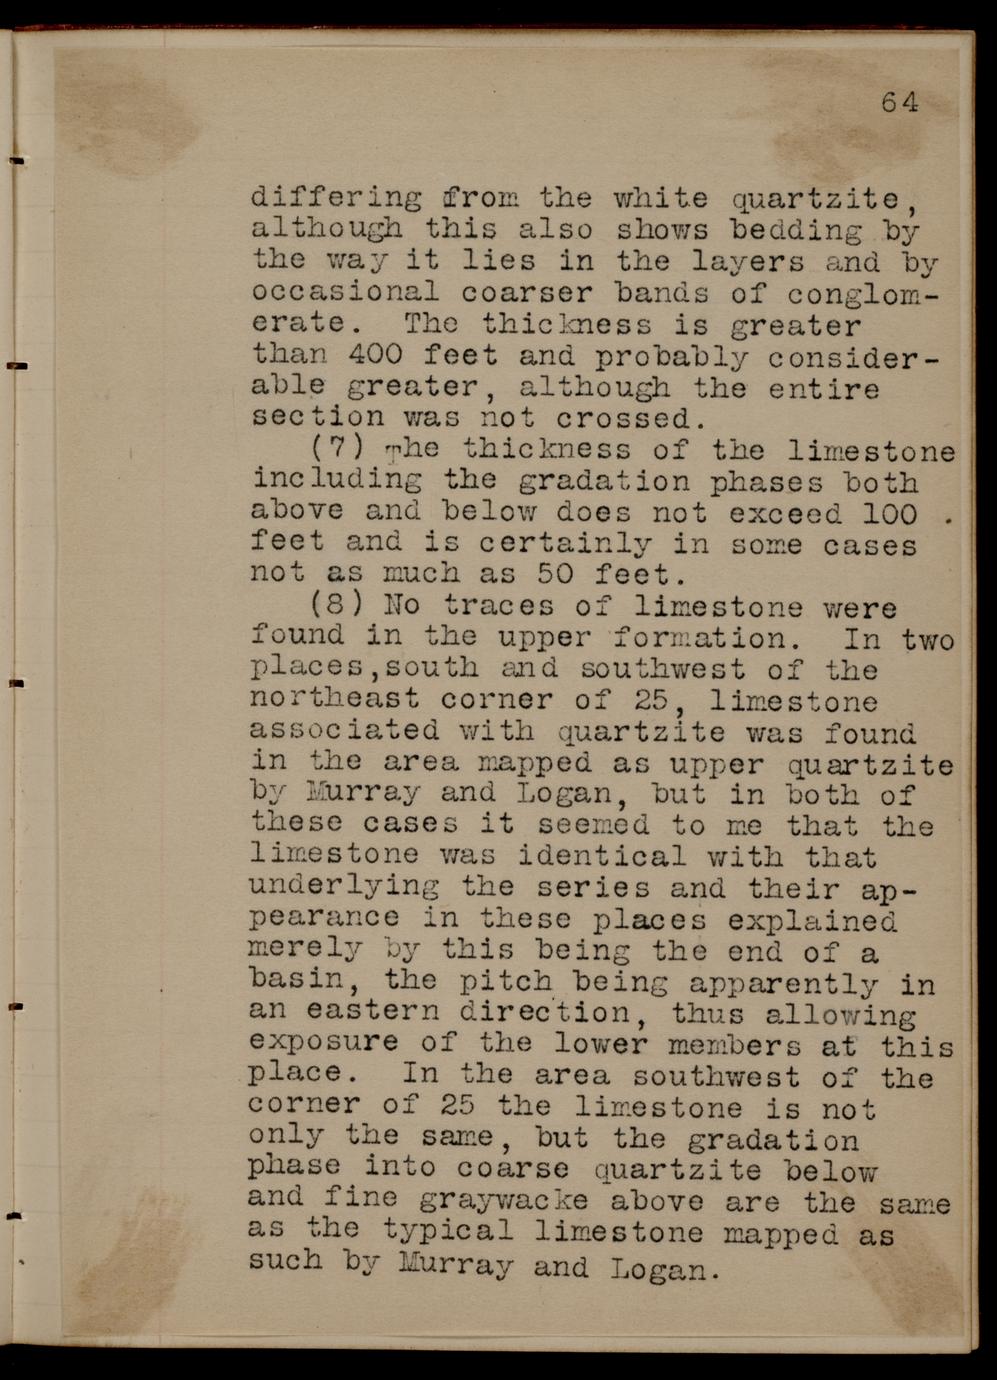 64
differing from the white quartzite,
although this also shows bedding by
the way it lies in the layers and by
occasional coarser bands of conglom-
erate. The thickness is greater
than 400 feet and probably consider-
able greater, although the entire
section was not crossed.
(7) The thickness of the limestone
including the gradation phases both
above and below does not exceed 100 .
feet and is certainly in some cases
not as much as 50 feet.
(8) No traces of limestone were
found in the upper formation. In two
places,south and southwest of the
northeast corner of 25, limestone
associated with quartzite was found
in the area mapped as upper quartzite
by Murray and Logan, but in both of
these cases it seemed to me that the
limestone was identical with that
underlying the series and their ap-
pearance in these places explained
merely by this being the end of a
basin, the pitch being apparently in
an eastern direction, thus allowing
exposure of the lower members at this
place. In the area southwest of the
corner of 25 the limestone is not
only the same, but the gradation
phase into coarse quartzite below
and fine graywacke above are the same
as the typical limestone mapped as
such by Murray and Logan.